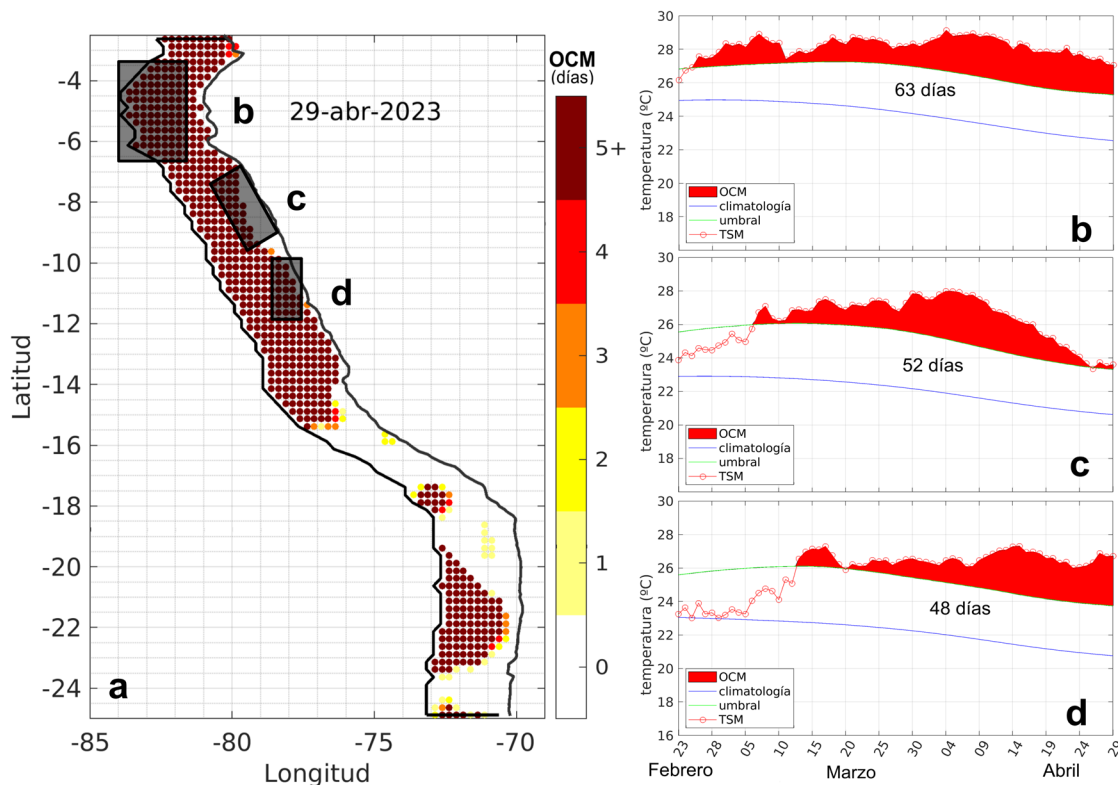 OCM
(días)
29-abr-2023
b
c
d
a
-4
-6
-8
-10
-12
-14
-16
-18
-20
-22
-24
Latitud
-85
-80
-75
-70
Longitud
5+
4
3
2
1
0
30
28
26
24
22
20
18
16
temperatura (ºC)
63 días
OCM
climatología
umbral
TSM
b
30
28
26
24
22
20
18
16
temperatura (ºC)
52 días
OCM
climatología
umbral
TSM
c
30
28
26
24
22
20
18
16
temperatura (ºC)
48 días
OCM
climatología
umbral
TSM
d
23 28 05 10 15 20 25 30 04 09 14 19 24 29
Febrero Marzo Abril